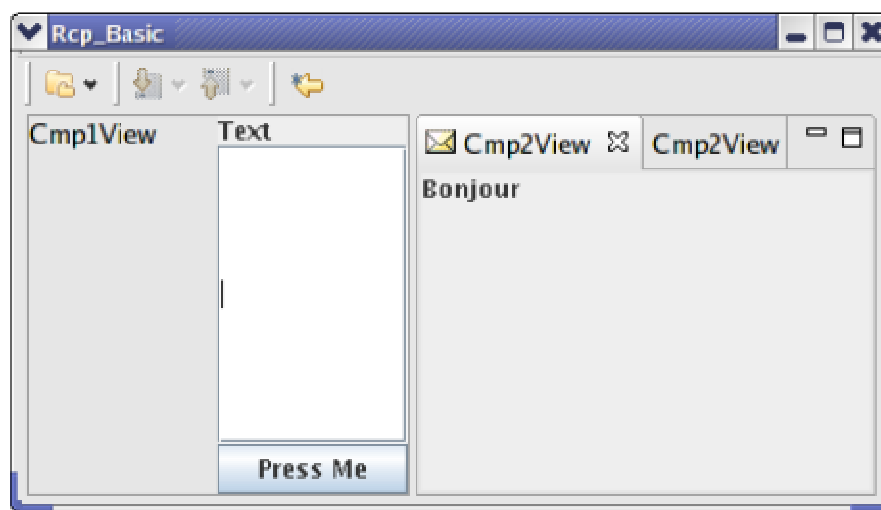 Rcp_Basic
Cmp1View
Text
Cmp2View
Cmp2View
Bonjour
Press Me